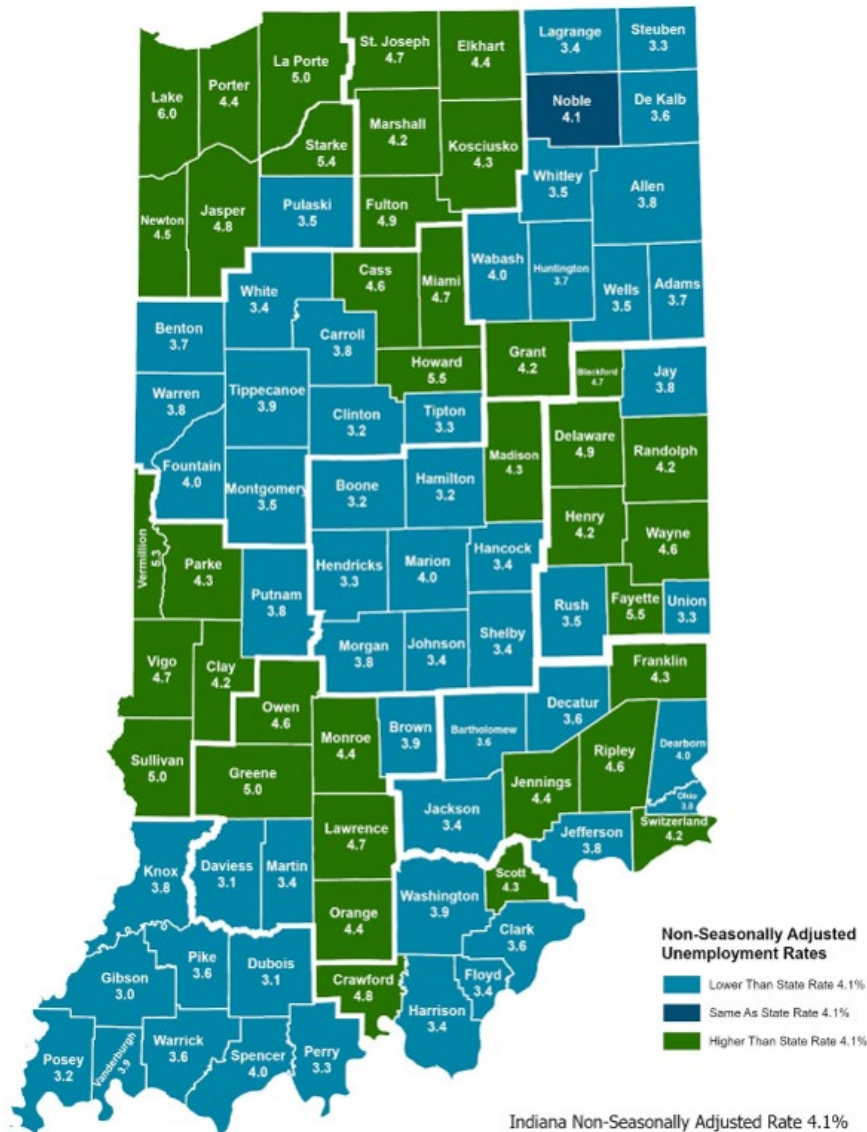 Lake
6.0
Porter
4.4
La Porte
5.0
St. Joseph
4.7
Elkhart
4.4
Lagrange
3.4
Steuben
3.3
Noble
4.1
De Kalb
3.6
Starke
5.4
Marshall
4.2
Kosciusko
4.3
Whitley
3.5
Allen
3.8
Newton
4.5
Jasper
4.8
Pulaski
3.5
Fulton
4.9
Wabash
4.0
Huntington
3.7
Wells
3.5
Adams
3.7
White
3.4
Cass
4.6
Miami
4.7
Benton
3.7
Carroll
3.8
Howard
5.5
Grant
4.2
Blackford
4.7
Jay
3.8
Warren
3.8
Tippecanoe
3.9
Clinton
3.2
Tipton
3.3
Madison
4.3
Delaware
4.9
Randolph
4.2
Fountain
4.0
Montgomery
3.5
Boone
3.2
Hamilton
3.2
Henry
4.2
Wayne
4.6
Vermillion
5.3
Parke
4.3
Putnam
3.8
Hendricks
3.3
Marion
4.0
Hancock
3.4
Rush
3.5
Fayette
5.5
Union
3.3
Vigo
4.7
Clay
4.2
Morgan
3.8
Johnson
3.4
Shelby
3.4
Franklin
4.3
Owen
4.6
Monroe
4.4
Brown
3.9
Bartholomew
3.6
Decatur
3.6
Sullivan
5.0
Greene
5.0
Jennings
4.4
Ripley
4.6
Dearborn
4.0
Ohio
3.8
Switzerland
4.2
Jackson
3.4
Jefferson
3.8
Knox
3.8
Daviess
3.1
Martin
3.4
Lawrence
4.7
Orange
4.4
Washington
3.9
Scott
4.3
Clark
3.6
Gibson
3.0
Pike
3.6
Dubois
3.1
Crawford
4.8
Harrison
3.4
Floyd
3.4
Posey
3.2
Vanderburgh
3.9
Warrick
3.6
Spencer
4.0
Perry
3.3
Non-Seasonally Adjusted
Unemployment Rates
Lower Than State Rate 4.1%
Same As State Rate 4.1%
Higher Than State Rate 4.1%
Indiana Non-Seasonally Adjusted Rate 4.1%